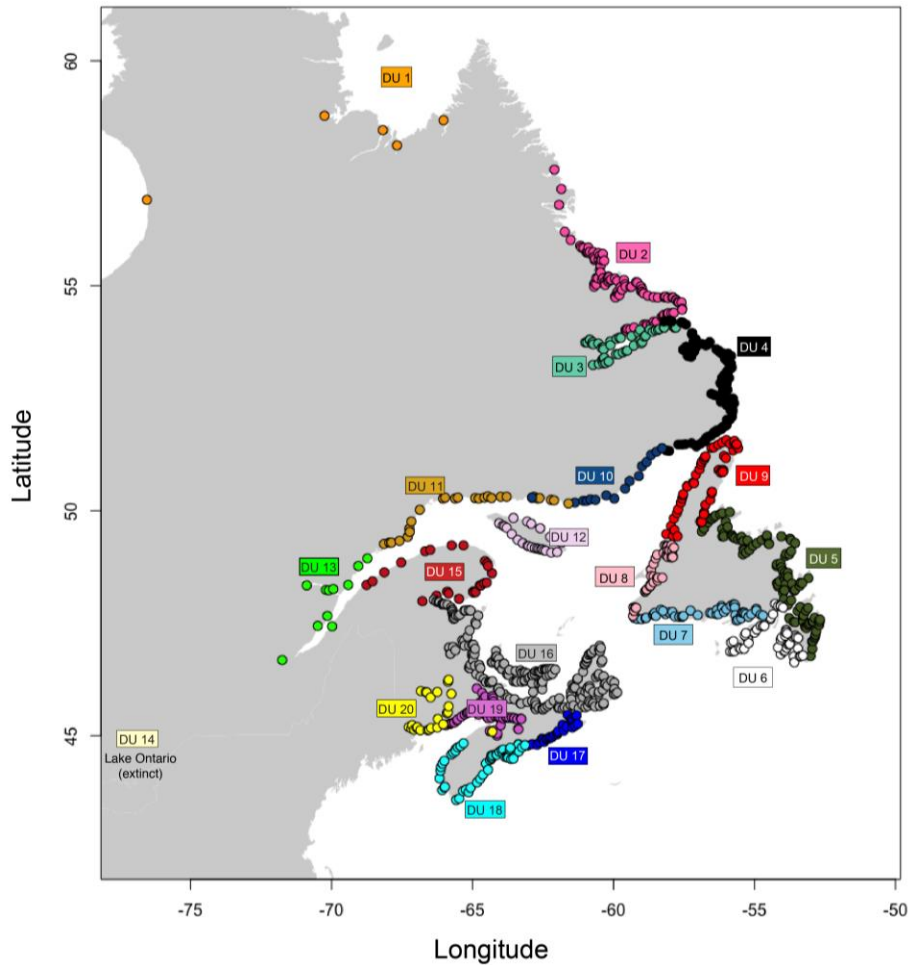 60
DU 1
DU 2
55
DU 4
DU 3
Latitude
DU 10
DU 9
DU 11
50
DU 12
DU 5
DU 13
DU 15
DU 8
DU 7
DU 16
DU 6
DU 20
DU 19
45
DU 14
Lake Ontario
(extinct)
DU 17
DU 18
-75
-70
-65
-60
-55
-50
Longitude